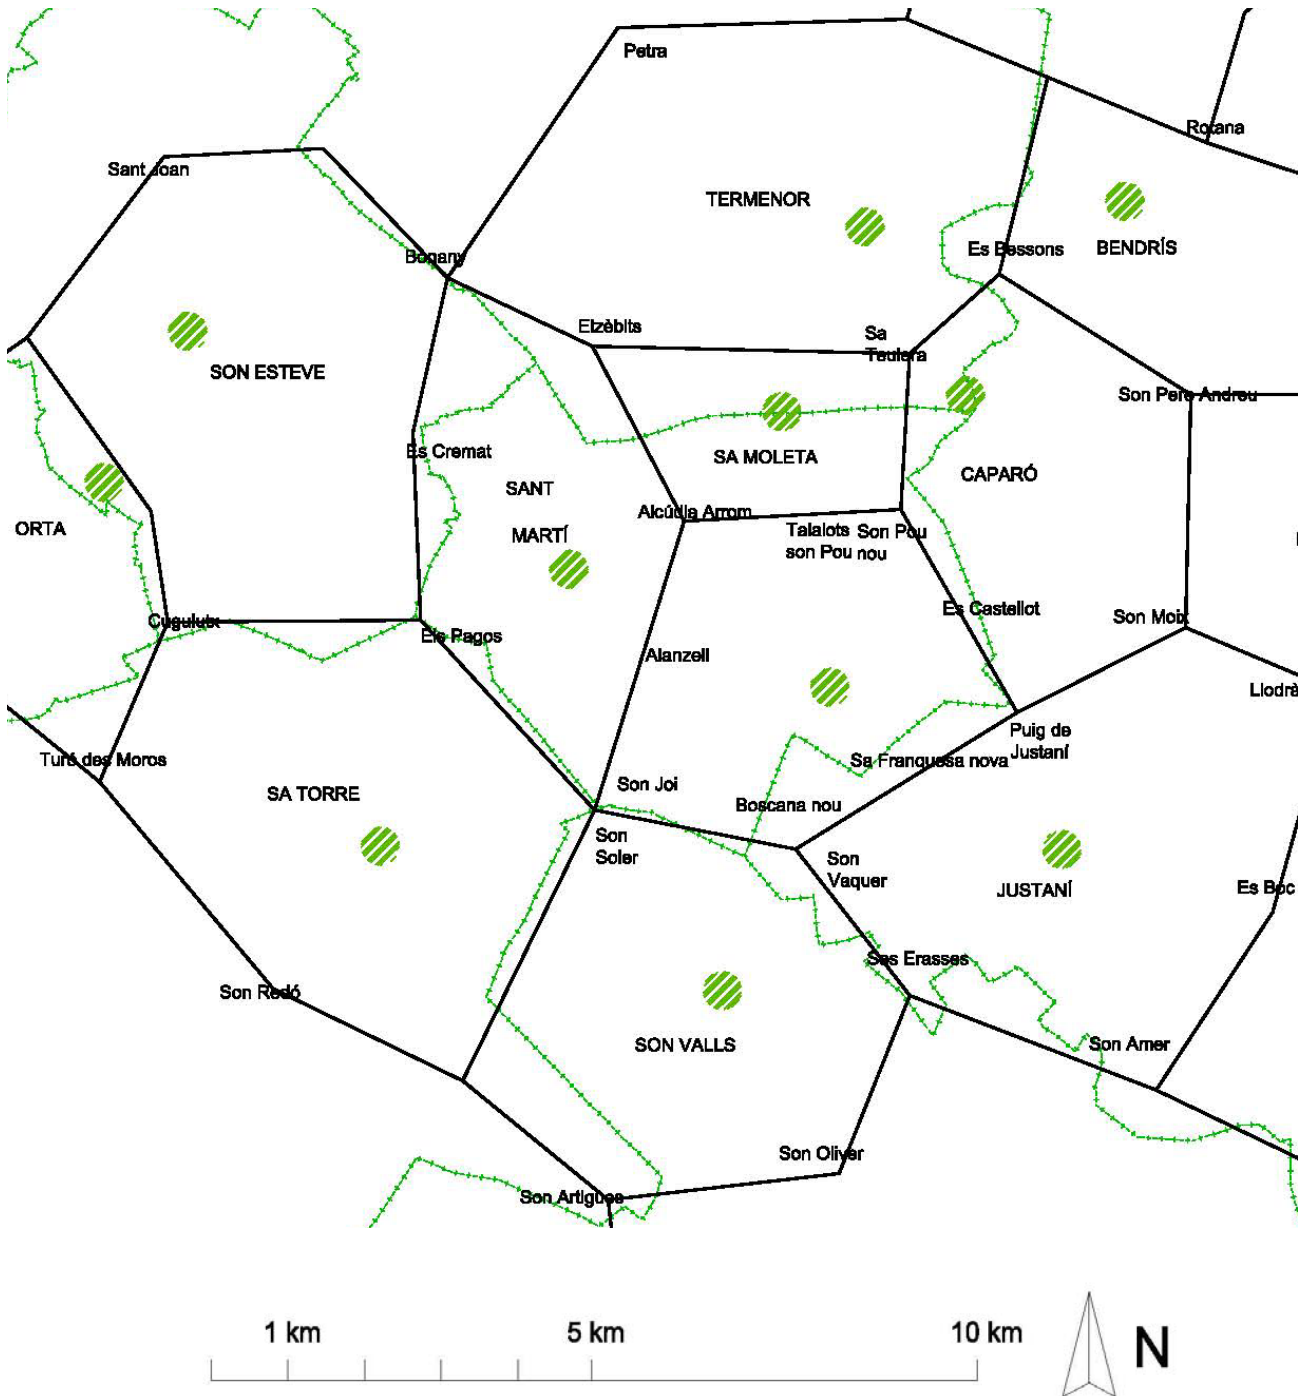 Petra
Rotana
Sant Joan
TERMENOR
Es Bessons
BENDRÍS
Bonany
Elzèbits
Sa
Teulera
SON ESTEVE
Son Pere Andreu
Es Cremat
SA MOLETA
CAPARÓ
SANT
MARTÍ
Alcúdia Arrom
ORTA
Talaiots
son Pou
Son Pou
nou
Es Castellot
Son Moix
Cugulutx
Els Pagos
Alanzell
Llodrà
Puig de
Justaní
Turó des Moros
Sa Franquesa nova
SA TORRE
Son Joi
Boscana nou
Son
Soler
Son
Vaquer
JUSTANÍ
Es Boc
Ses Erasses
Son Redó
SON VALLS
Son Amer
Son Oliver
Son Artigues
1 km
5 km
10 km
N